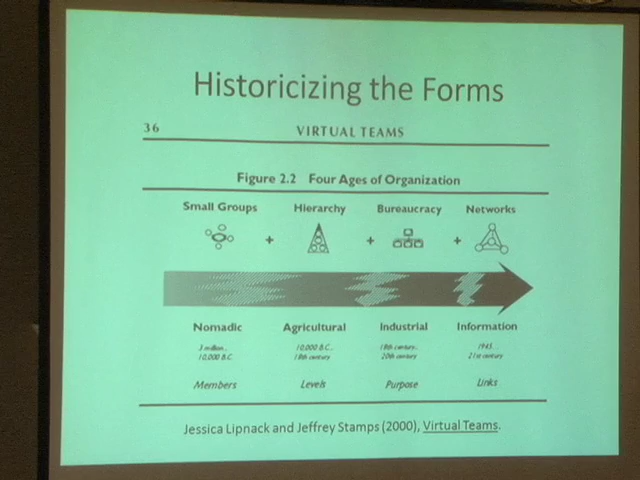 Historicizing the Forms
36 VIRTUAL TEAMS
Figure 2.2 Four Ages of Organization
Small Groups Hierarchy Bureaucracy Networks
+ + +
Nomadic Agricultural Industrial Information
3 million... 10,000 B.C... 18th century... 1945...
10,000 B.C. 18th century 20th century 21st century
Members Levels Purpose Links
Jessica Lipnack and Jeffrey Stamps (2000), Virtual Teams.